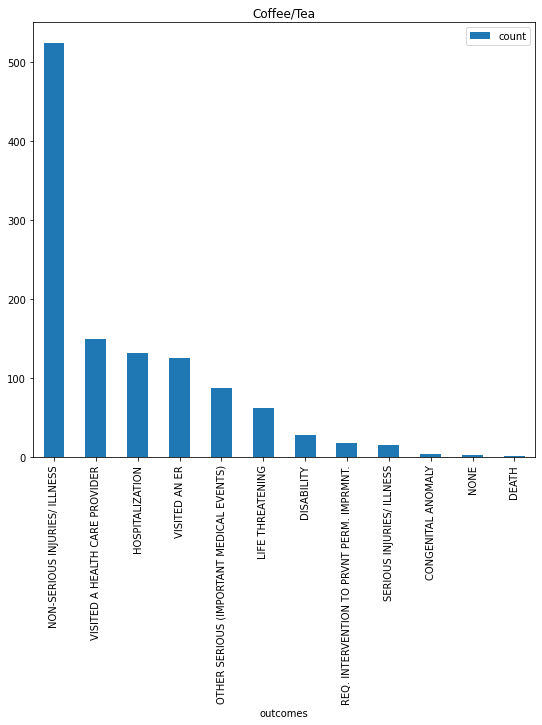 Coffee/Tea
count
500
400
300
200
100
0
NON-SERIOUS INJURIES/ ILLNESS
VISITED A HEALTH CARE PROVIDER
HOSPITALIZATION
VISITED AN ER
OTHER SERIOUS (IMPORTANT MEDICAL EVENTS)
LIFE THREATENING
DISABILITY
REQ. INTERVENTION TO PRVNT PERM. IMPRMNT.
SERIOUS INJURIES/ ILLNESS
CONGENITAL ANOMALY
NONE
DEATH
outcomes